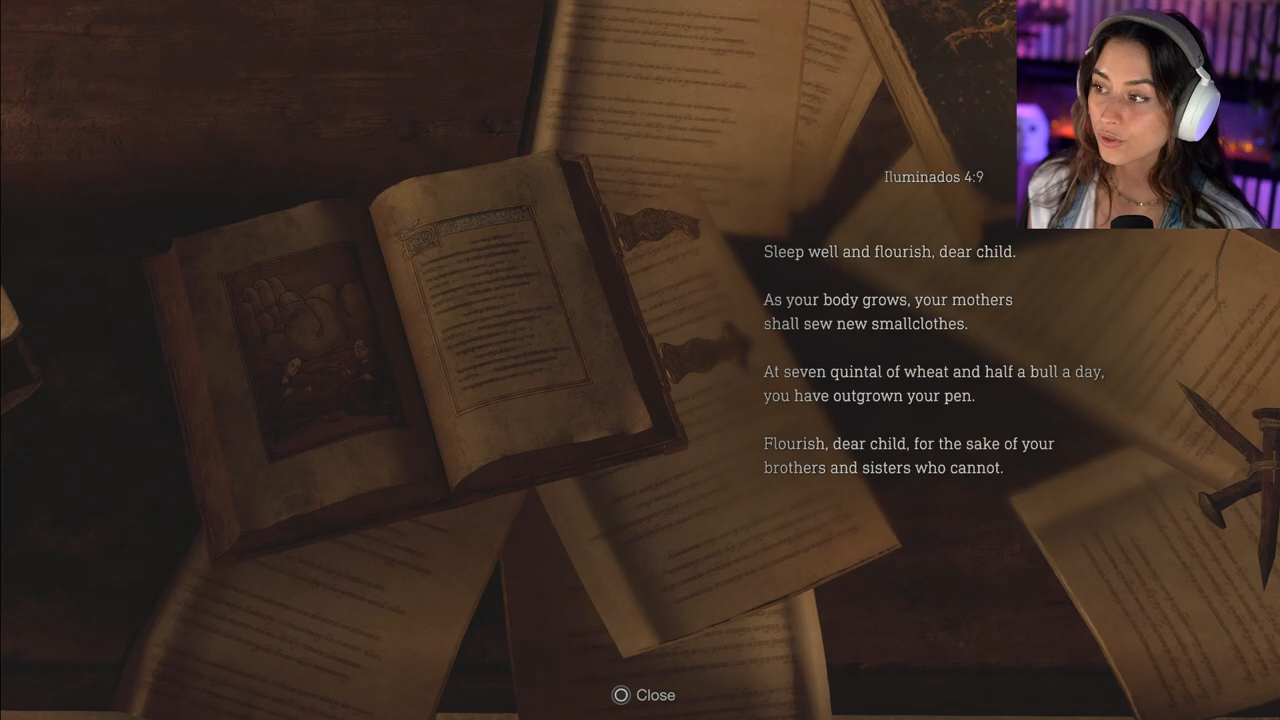 Iluminados 4:9
Sleep well and flourish, dear child.
As your body grows, your mothers
shall sew new smallclothes.
At seven quintal of wheat and half a bull a day,
you have outgrown your pen.
Flourish, dear child, for the sake of your
brothers and sisters who cannot.
Close